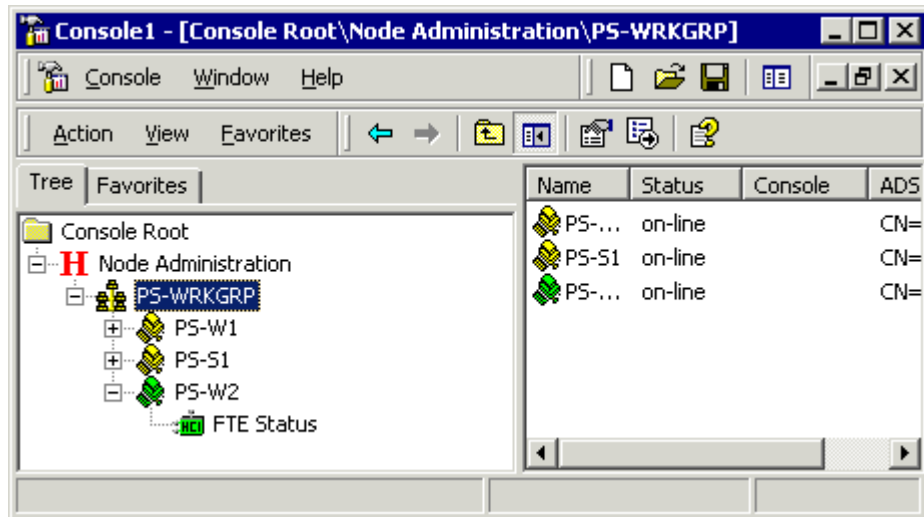 Console1 - [Console Root\Node Administration\PS-WRKGRP]
Console Window Help
Action View Favorites
Tree Favorites
Name Status Console ADS
Console Root
H Node Administration
PS-WRKGRP
PS-W1
PS-S1
PS-W2
HCI FTE Status
PS-... on-line CN=
PS-S1 on-line CN=
PS-... on-line CN=